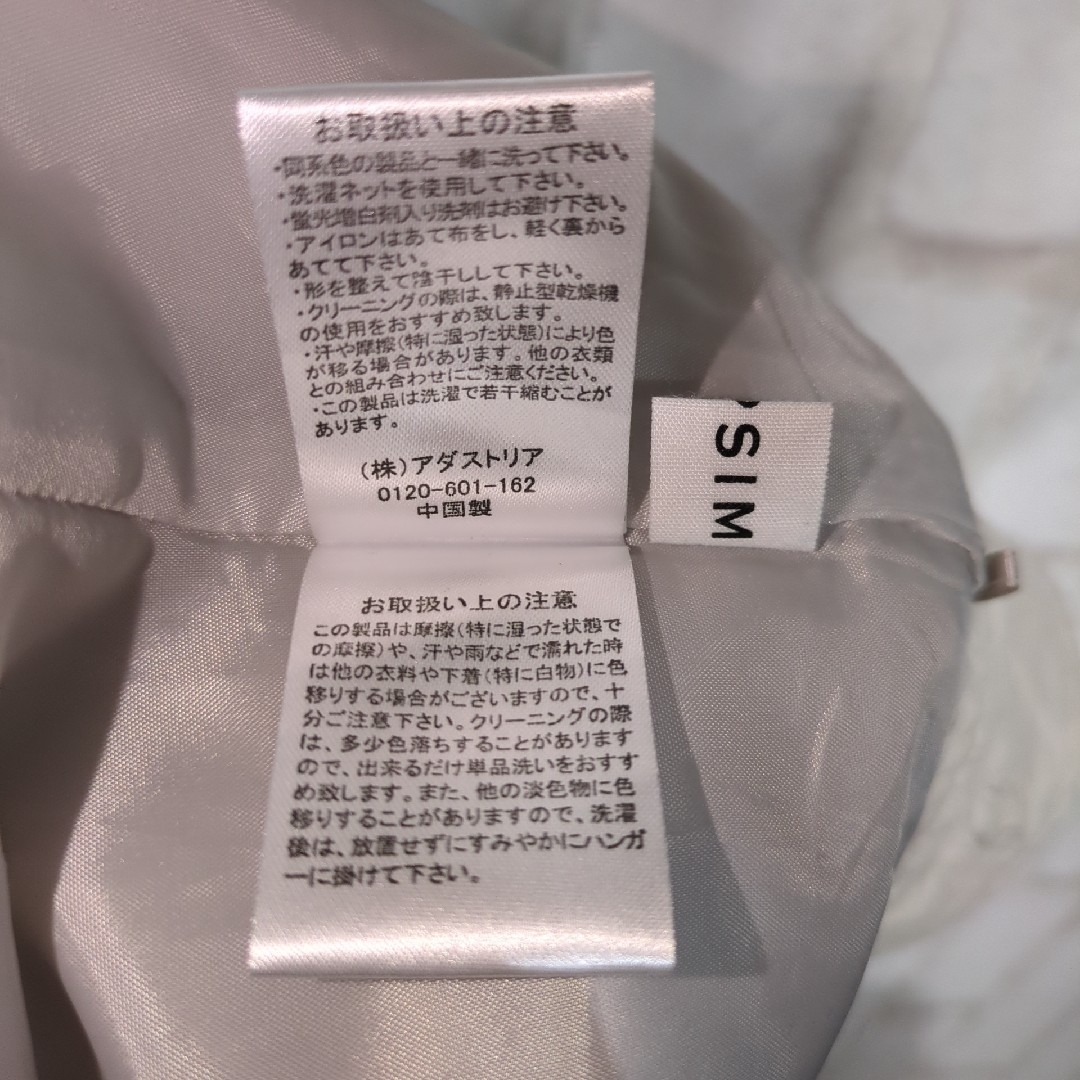 お取扱い上の注意
・同系色の製品と一緒に洗って下さい。
・洗濯ネットを使用して下さい。
・蛍光増白剤入り洗剤はお避け下さい。
・アイロンはあて布をし、軽く裏から
あてて下さい。
・形を整えて陰干しして下さい。
・クリーニングの際は、静止型乾燥機
の使用をおすすめ致します。
・汗や摩擦(特に湿った状態)により色
が移る場合があります。他の衣類
との組み合わせにご注意ください。
・この製品は洗濯で若干縮むことが
あります。
(株)アダストリア
0120-601-162
中国製
SIM
お取扱い上の注意
この製品は摩擦(特に湿った状態で
の摩擦)や、汗や雨などで濡れた時
は他の衣料や下着(特に白物)に色
移りする場合がございますので、十
分ご注意下さい。クリーニングの際
は、多少色落ちすることがあります
ので、出来るだけ単品洗いをおすす
め致します。また、他の淡色物に色
移りすることがありますので、洗濯
後は、放置せずにすみやかにハンガ
ーに掛けて下さい。